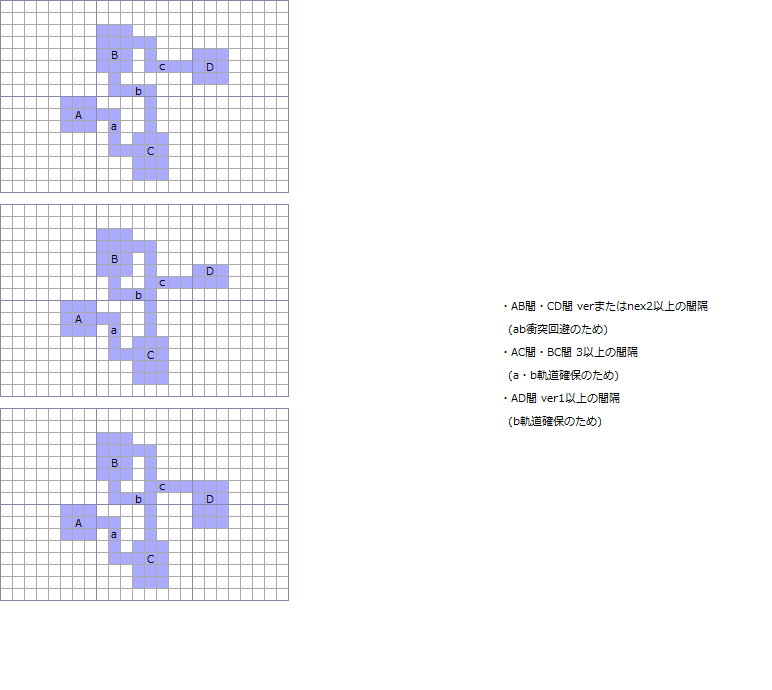 B
c D
b
A
a
C
B
D
c
b
A
a
C
B
c
b D
A
a
C
・AB間・CD間 verまたはnex2以上の間隔
(ab衝突回避のため)
・AC間・BC間 3以上の間隔
(a・b軌道確保のため)
・AD間 ver1以上の間隔
(b軌道確保のため)